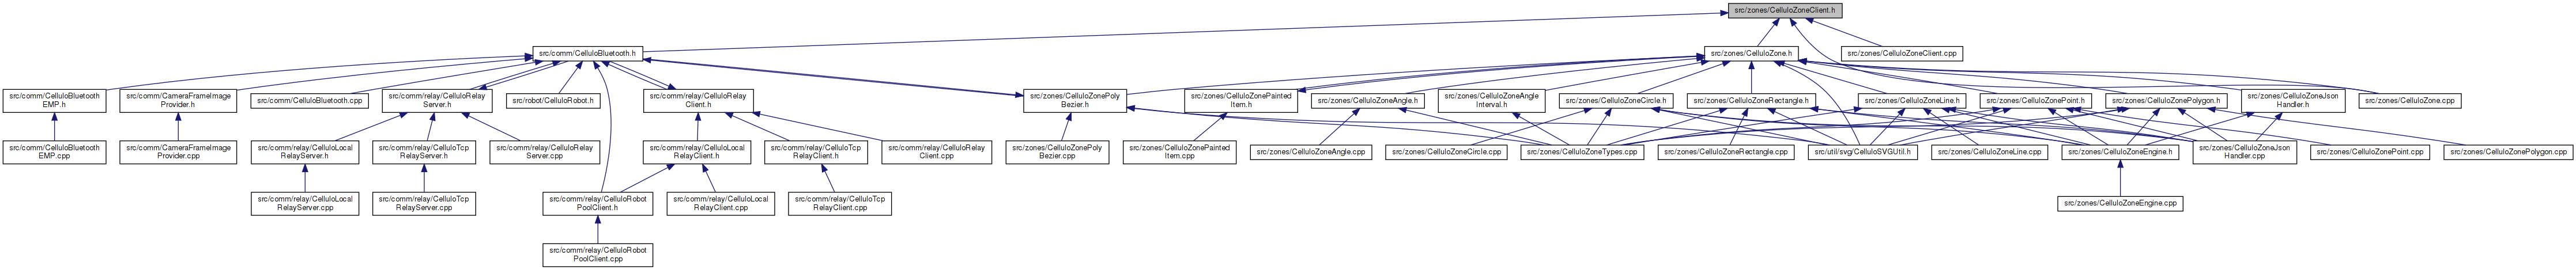 src/zones/CelluloZoneClient.h
src/comm/CelluloBluetooth.h
src/zones/CelluloZone.h
src/zones/CelluloZoneClient.cpp
src/comm/CelluloBluetooth
EMP.h
src/comm/CameraFrameImage
Provider.h
src/comm/CelluloBluetooth.cpp
src/comm/relay/CelluloRelay
Server.h
src/robot/CelluloRobot.h
src/comm/relay/CelluloRelay
Client.h
src/zones/CelluloZonePoly
Bezier.h
src/zones/CelluloZonePainted
Item.h
src/zones/CelluloZoneAngle.h
src/zones/CelluloZoneAngle
Interval.h
src/zones/CelluloZoneCircle.h
src/zones/CelluloZoneRectangle.h
src/zones/CelluloZoneLine.h
src/zones/CelluloZonePoint.h
src/zones/CelluloZonePolygon.h
src/zones/CelluloZoneJson
Handler.h
src/zones/CelluloZone.cpp
src/comm/CelluloBluetooth
EMP.cpp
src/comm/CameraFrameImage
Provider.cpp
src/comm/relay/CelluloLocal
RelayServer.h
src/comm/relay/CelluloTcp
RelayServer.h
src/comm/relay/CelluloRelay
Server.cpp
src/comm/relay/CelluloLocal
RelayClient.h
src/comm/relay/CelluloTcp
RelayClient.h
src/comm/relay/CelluloRelay
Client.cpp
src/zones/CelluloZonePoly
Bezier.cpp
src/zones/CelluloZonePainted
Item.cpp
src/zones/CelluloZoneAngle.cpp
src/zones/CelluloZoneCircle.cpp
src/zones/CelluloZoneTypes.cpp
src/zones/CelluloZoneRectangle.cpp
src/util/svg/CelluloSVGUtil.h
src/zones/CelluloZoneLine.cpp
src/zones/CelluloZoneEngine.h
src/zones/CelluloZoneJson
Handler.cpp
src/zones/CelluloZonePoint.cpp
src/zones/CelluloZonePolygon.cpp
src/comm/relay/CelluloLocal
RelayServer.cpp
src/comm/relay/CelluloTcp
RelayServer.cpp
src/comm/relay/CelluloRobot
PoolClient.h
src/comm/relay/CelluloLocal
RelayClient.cpp
src/comm/relay/CelluloTcp
RelayClient.cpp
src/zones/CelluloZoneEngine.cpp
src/comm/relay/CelluloRobot
PoolClient.cpp